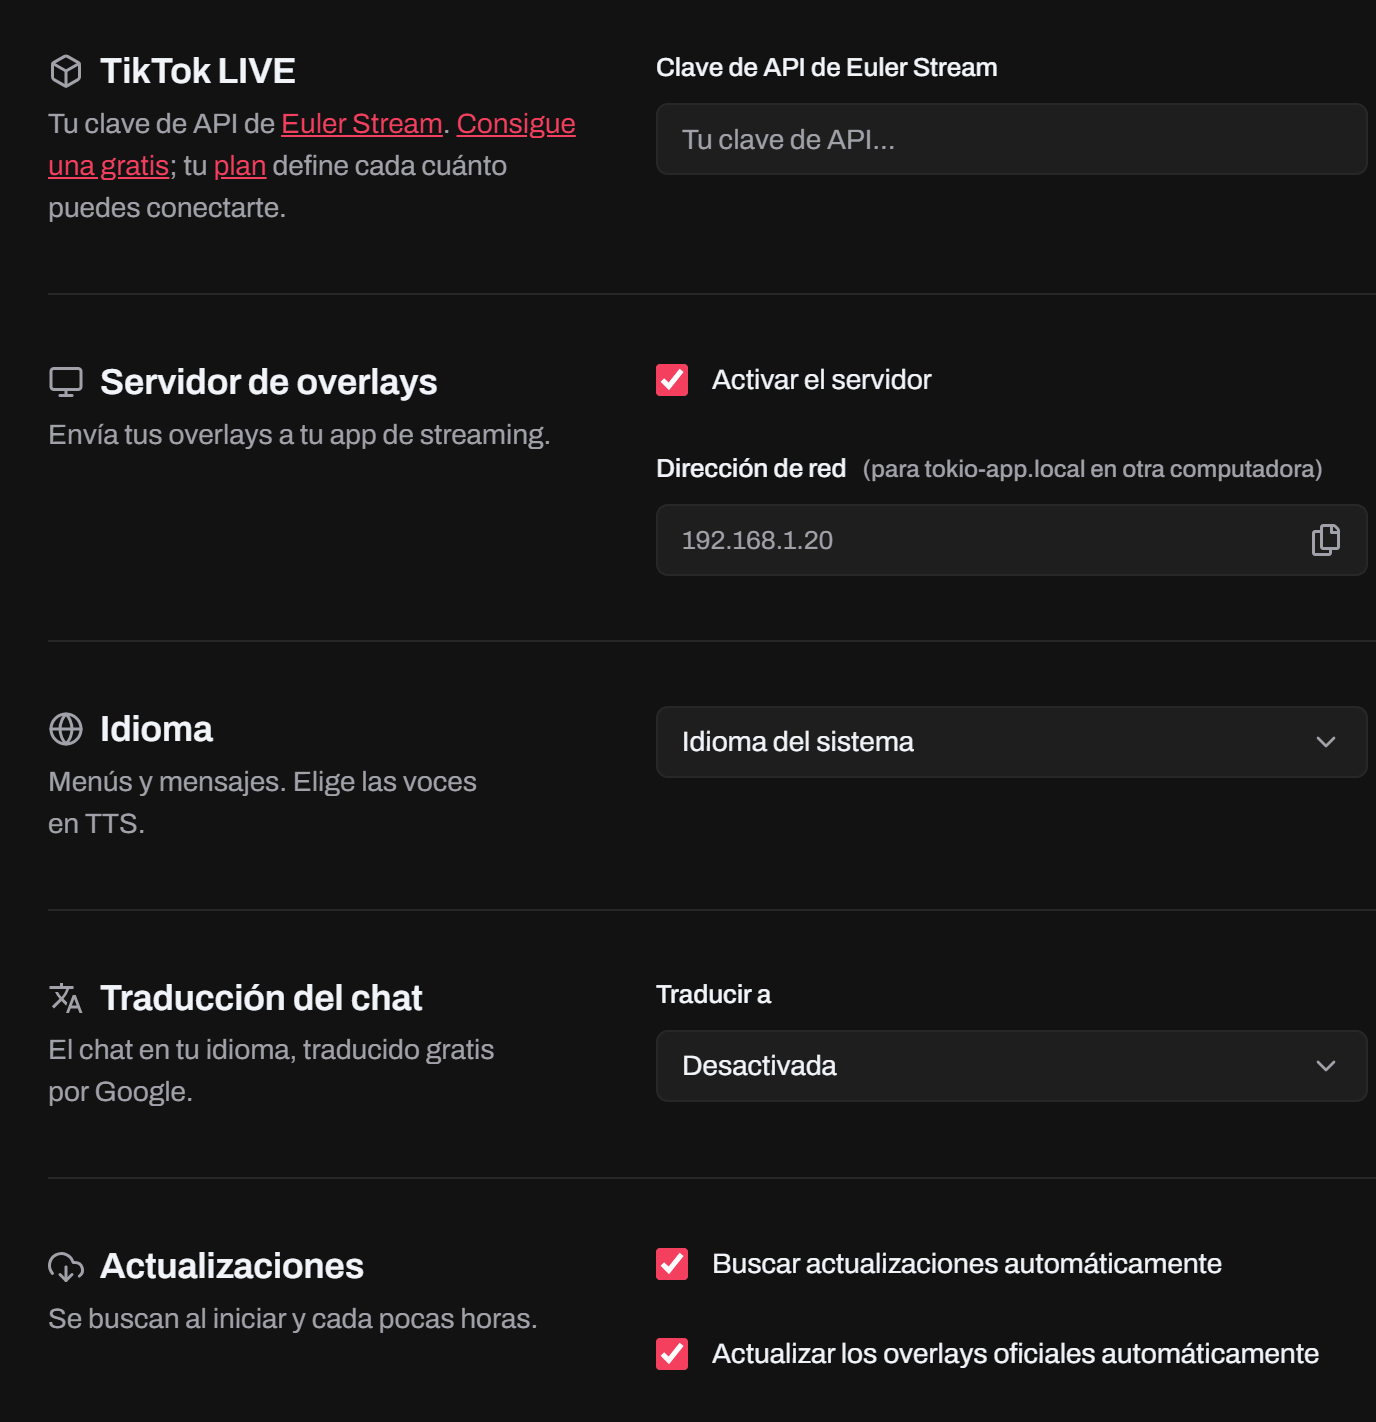 TikTok LIVE
Tu clave de API de Euler Stream. Consigue
una gratis; tu plan define cada cuánto
puedes conectarte.
Clave de API de Euler Stream
Tu clave de API...
Servidor de overlays
Envía tus overlays a tu app de streaming.
Activar el servidor
Dirección de red (para tokio-app.local en otra computadora)
192.168.1.20
Idioma
Menús y mensajes. Elige las voces
en TTS.
Idioma del sistema
Traducción del chat
El chat en tu idioma, traducido gratis
por Google.
Traducir a
Desactivada
Actualizaciones
Se buscan al iniciar y cada pocas horas.
Buscar actualizaciones automáticamente
Actualizar los overlays oficiales automáticamente